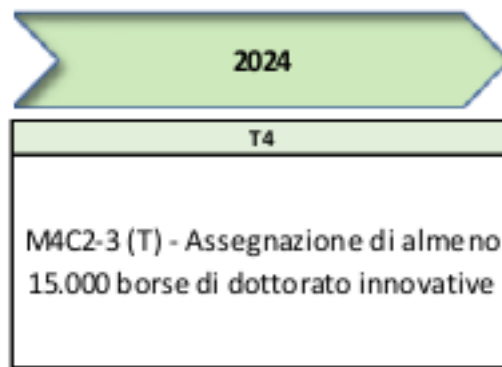 2024
T4
M4C2-3 (T) - Assegnazione di almeno
15.000 borse di dottorato innovative